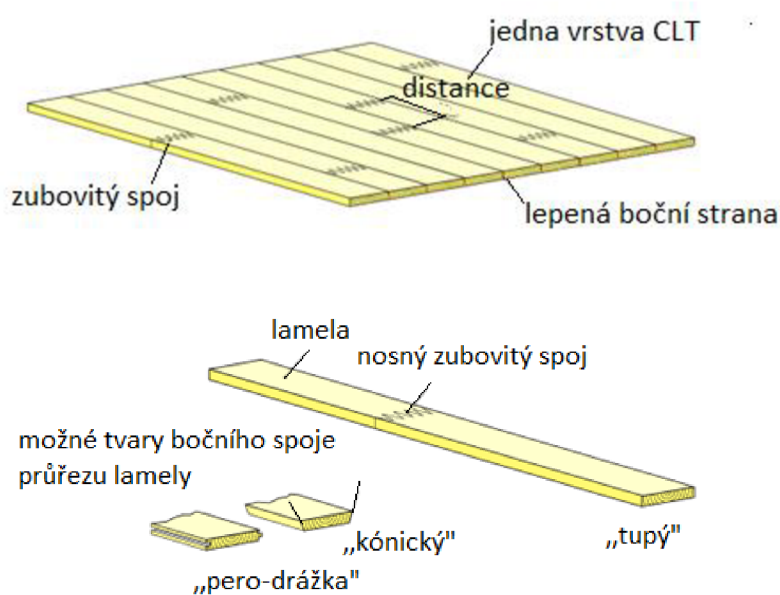 jedna vrstva CLT
distance
zubovitý spoj
lepená boční strana
lamela
nosný zubovitý spoj
možné tvary bočního spoje
průřezu lamely
„kónický"
„tupý"
„pero-drážka"